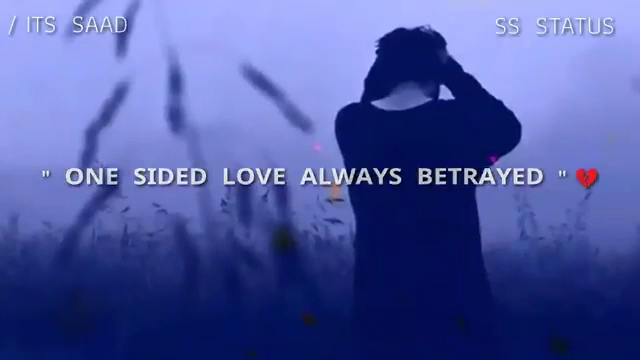 / ITS SAAD
SS STATUS
" ONE SIDED LOVE ALWAYS BETRAYED " 💔